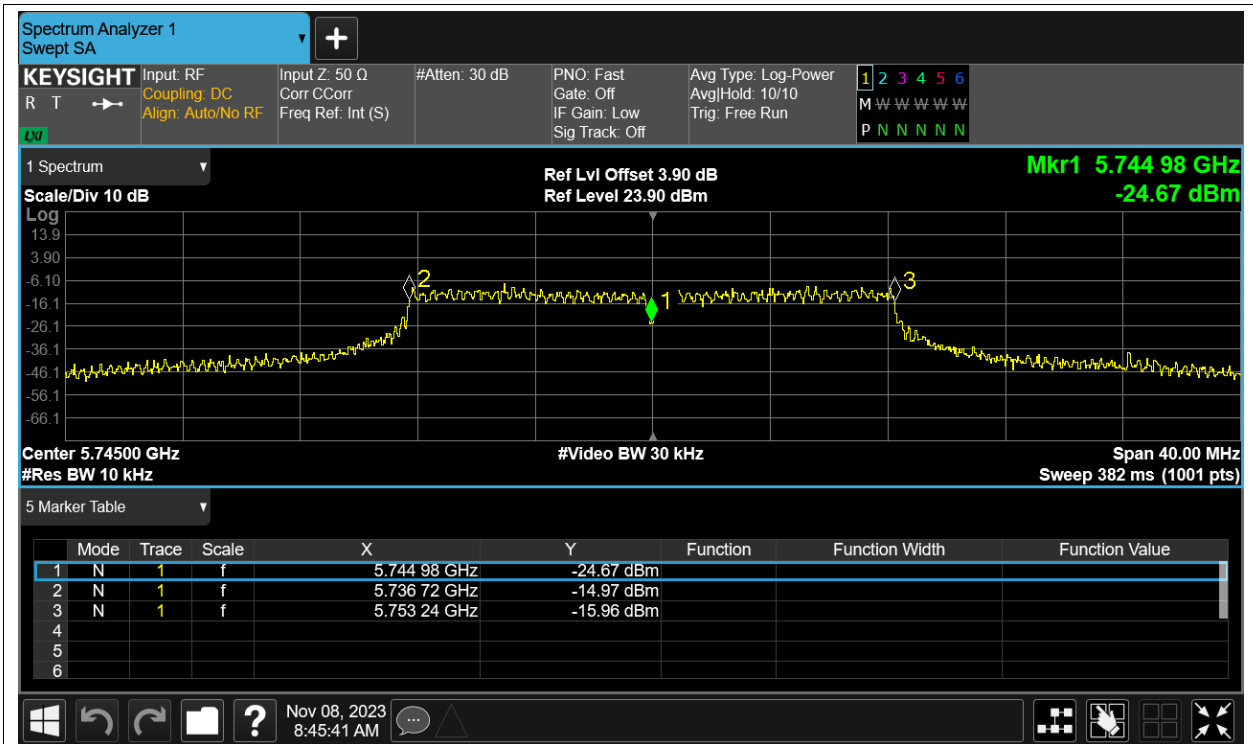 Spectrum Analyzer 1
Swept SA
KEYSIGHT
R T
LXI
Input: RF
Coupling: DC
Align: Auto/No RF
Input Z: 50 Ω
Corr CCorr
Freq Ref: Int (S)
#Atten: 30 dB
PNO: Fast
Gate: Off
IF Gain: Low
Sig Track: Off
Avg Type: Log-Power
Avg|Hold: 10/10
Trig: Free Run
1 2 3 4 5 6
M W W W W W
P N N N N N
1 Spectrum
Scale/Div 10 dB
Ref Lvl Offset 3.90 dB
Ref Level 23.90 dBm
Mkr1 5.744 98 GHz
-24.67 dBm
Log
13.9
3.90
-6.10
-16.1
-26.1
-36.1
-46.1
-56.1
-66.1
2
1
3
Center 5.74500 GHz
#Video BW 30 kHz
Span 40.00 MHz
#Res BW 10 kHz
Sweep 382 ms (1001 pts)
5 Marker Table
Mode Trace Scale X Y Function Function Width Function Value
1 N 1 f 5.744 98 GHz -24.67 dBm
2 N 1 f 5.736 72 GHz -14.97 dBm
3 N 1 f 5.753 24 GHz -15.96 dBm
4
5
6
?
Nov 08, 2023
8:45:41 AM